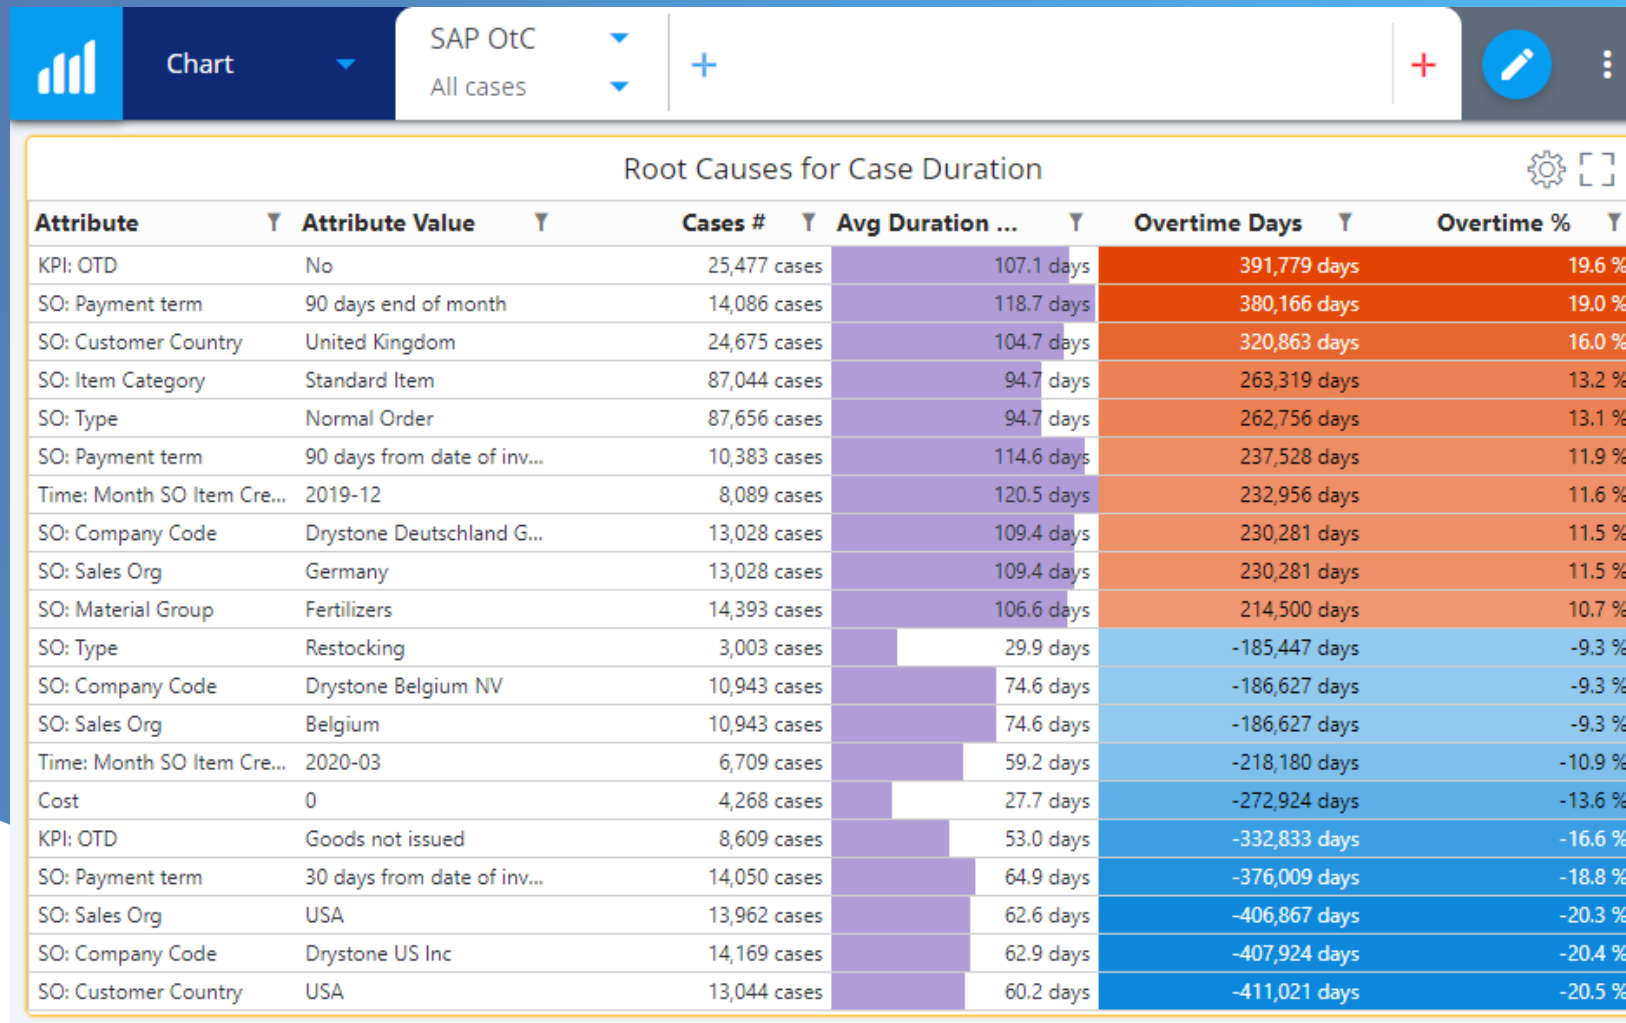 Chart
SAP OtC
All cases
Root Causes for Case Duration
Attribute Attribute Value Cases # Avg Duration ... Overtime Days Overtime %
KPI: OTD No 25,477 cases 107.1 days 391,779 days 19.6 %
SO: Payment term 90 days end of month 14,086 cases 118.7 days 380,166 days 19.0 %
SO: Customer Country United Kingdom 24,675 cases 104.7 days 320,863 days 16.0 %
SO: Item Category Standard Item 87,044 cases 94.7 days 263,319 days 13.2 %
SO: Type Normal Order 87,656 cases 94.7 days 262,756 days 13.1 %
SO: Payment term 90 days from date of inv... 10,383 cases 114.6 days 237,528 days 11.9 %
Time: Month SO Item Cre... 2019-12 8,089 cases 120.5 days 232,956 days 11.6 %
SO: Company Code Drystone Deutschland G... 13,028 cases 109.4 days 230,281 days 11.5 %
SO: Sales Org Germany 13,028 cases 109.4 days 230,281 days 11.5 %
SO: Material Group Fertilizers 14,393 cases 106.6 days 214,500 days 10.7 %
SO: Type Restocking 3,003 cases 29.9 days -185,447 days -9.3 %
SO: Company Code Drystone Belgium NV 10,943 cases 74.6 days -186,627 days -9.3 %
SO: Sales Org Belgium 10,943 cases 74.6 days -186,627 days -9.3 %
Time: Month SO Item Cre... 2020-03 6,709 cases 59.2 days -218,180 days -10.9 %
Cost 0 4,268 cases 27.7 days -272,924 days -13.6 %
KPI: OTD Goods not issued 8,609 cases 53.0 days -332,833 days -16.6 %
SO: Payment term 30 days from date of inv... 14,050 cases 64.9 days -376,009 days -18.8 %
SO: Sales Org USA 13,962 cases 62.6 days -406,867 days -20.3 %
SO: Company Code Drystone US Inc 14,169 cases 62.9 days -407,924 days -20.4 %
SO: Customer Country USA 13,044 cases 60.2 days -411,021 days -20.5 %